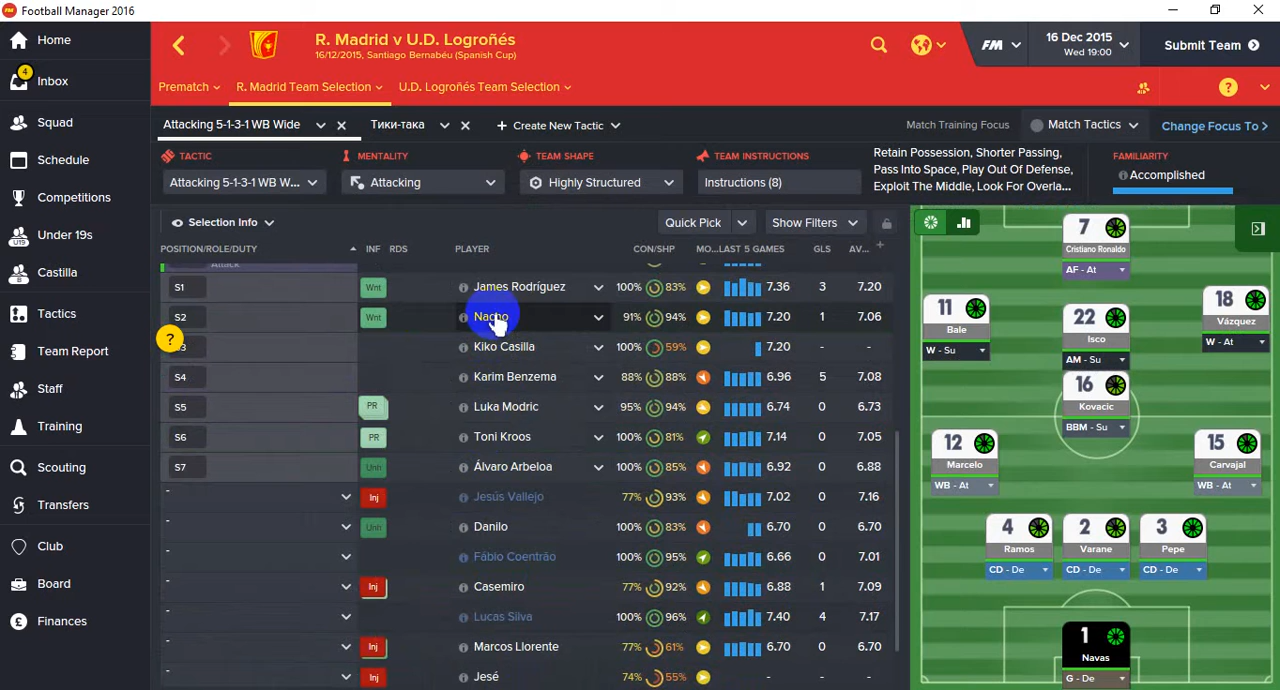 Football Manager 2016
Home
4
Inbox
Squad
Schedule
Competitions
U19
Under 19s
B
Castilla
Tactics
Team Report
Staff
Training
Scouting
Transfers
Club
Board
Finances
R. Madrid v U.D. Logroñés
16/12/2015, Santiago Bernabéu (Spanish Cup)
FM
16 Dec 2015
Wed 19:00
Submit Team
Prematch
R. Madrid Team Selection
U.D. Logroñés Team Selection
?
Attacking 5-1-3-1 WB Wide
Тики-така
+ Create New Tactic
Match Training Focus
Match Tactics
Change Focus To >
TACTIC
Attacking 5-1-3-1 WB W...
MENTALITY
Attacking
TEAM SHAPE
Highly Structured
TEAM INSTRUCTIONS
Instructions (8)
Retain Possession, Shorter Passing,
Pass Into Space, Play Out Of Defense,
Exploit The Middle, Look For Overla...
FAMILIARITY
Accomplished
Selection Info
Quick Pick
Show Filters
POSITION/ROLE/DUTY INF RDS PLAYER CON/SHP MO... LAST 5 GAMES GLS AV... +
Attack
S1 Wnt James Rodríguez 100% 83% 7.36 3 7.20
S2 Wnt Nacho 91% 94% 7.20 1 7.06
?
Kiko Casilla 100% 59% 7.20 - -
S4 Karim Benzema 88% 88% 6.96 5 7.08
S5 PR Luka Modric 95% 94% 6.74 0 6.73
S6 PR Toni Kroos 100% 81% 7.14 0 7.05
S7 Unh Álvaro Arbeloa 100% 85% 6.92 0 6.88
- Inj Jesús Vallejo 77% 93% 7.02 0 7.16
- Unh Danilo 100% 83% 6.70 0 6.70
- Fábio Coentrão 100% 95% 6.66 0 7.01
- Inj Casemiro 77% 92% 6.88 1 7.09
- Lucas Silva 100% 96% 7.40 4 7.17
- Inj Marcos Llorente 77% 61% 6.70 0 6.70
- Jesé 74% 55% - - -
7
Cristiano Ronaldo
AF - At
11
Bale
W - Su
22
Isco
AM - Su
18
Vázquez
W - At
16
Kovacic
BBM - Su
12
Marcelo
WB - At
15
Carvajal
WB - At
4
Ramos
CD - De
2
Varane
CD - De
3
Pepe
CD - De
1
Navas
G - De